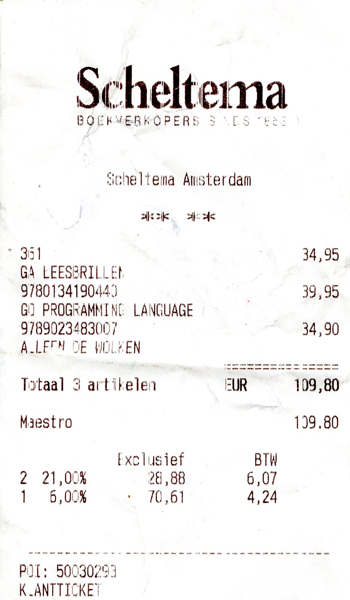 Scheltema
BOEKVERKOPERS SINDS 1853
Scheltema Amsterdam
** **
361 34,95
GA LEESBRILLEN
9780134190440 39,95
GO PROGRAMMING LANGUAGE
9789023483007 34,90
ALLEEN DE WOLKEN
============
Totaal 3 artikelen EUR 109,80
Maestro 109.80
Exclusief BTW
2 21,00% 28,88 6,07
1 6,00% 70,61 4,24
--------------------------------
POI: 50030293
KLANTTICKET